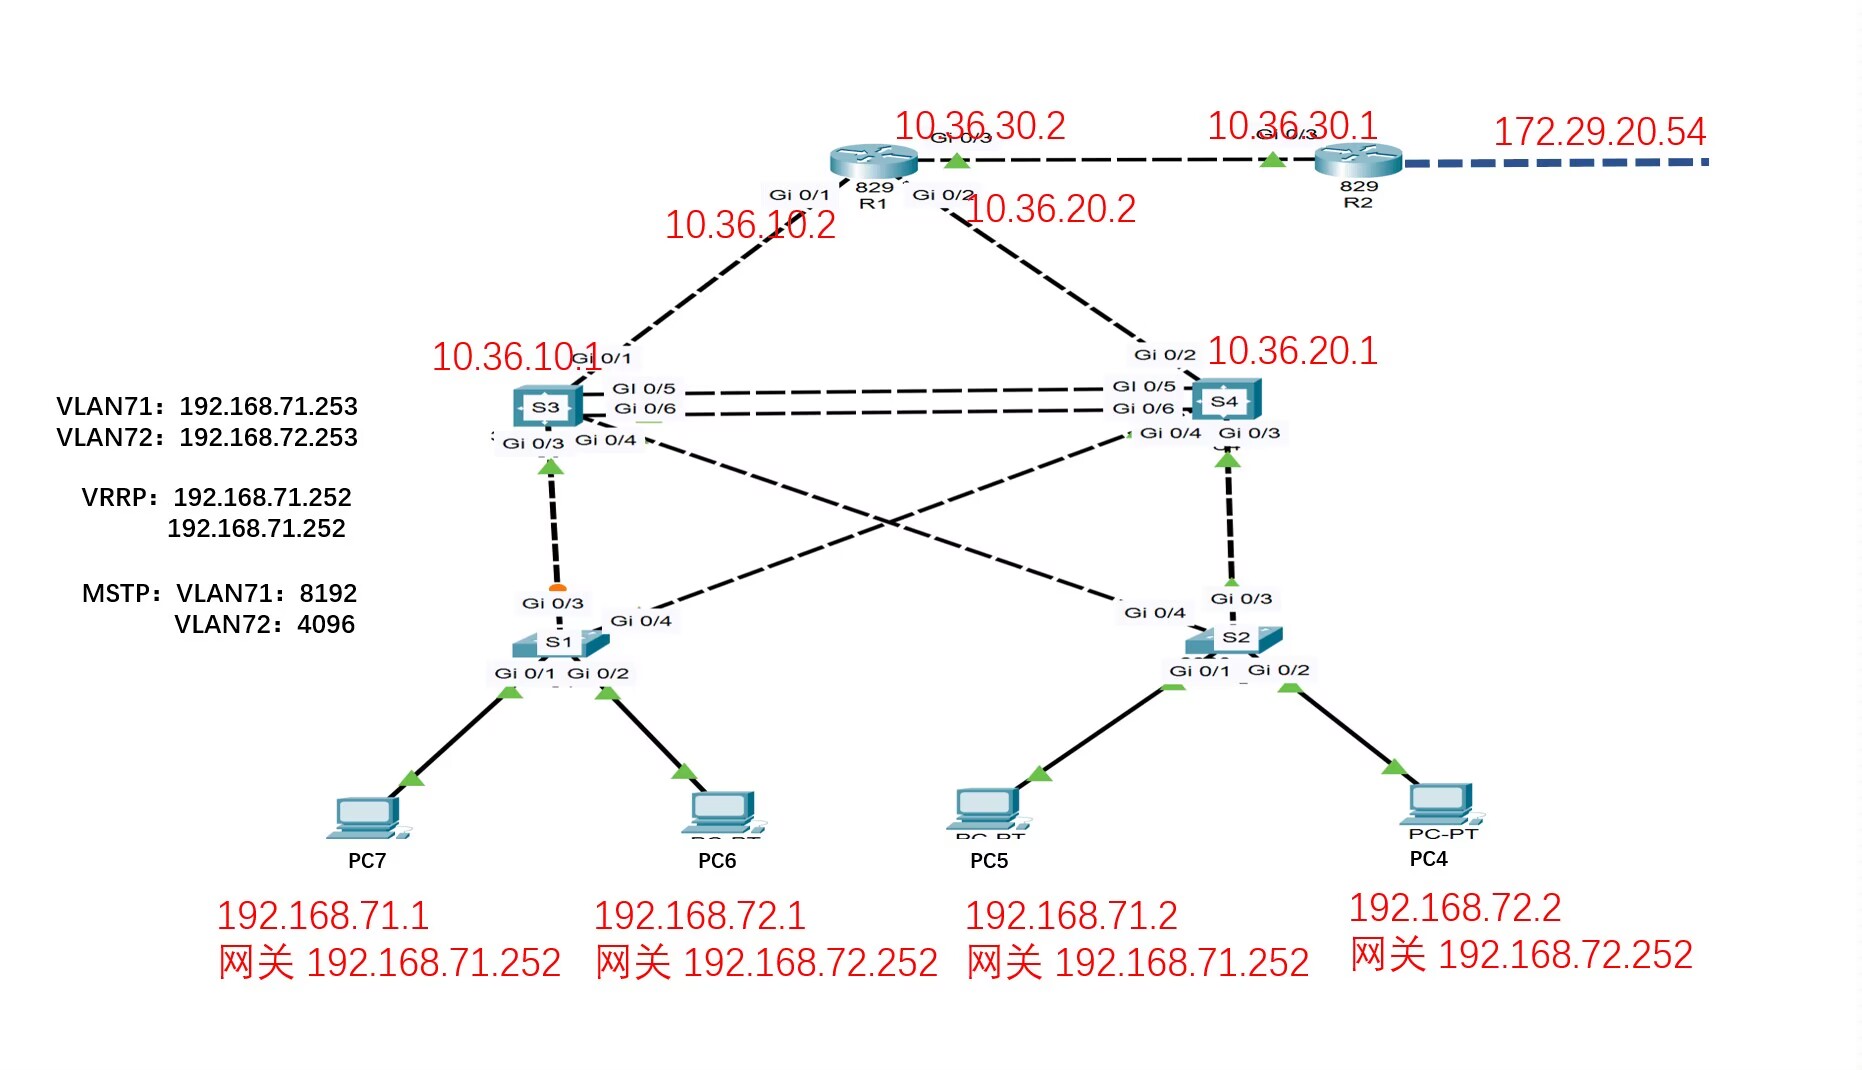 10.36.30.2
10.36.30.1
172.29.20.54
Gi 0/3
Gi 0/3
829
R1
829
R2
Gi 0/1
Gi 0/2
10.36.10.2
10.36.20.2
10.36.10.1
Gi 0/1
Gi 0/2
10.36.20.1
S3
GI 0/5
Gi 0/6
GI 0/5
Gi 0/6
S4
Gi 0/3
Gi 0/4
Gi 0/4
Gi 0/3
VLAN71：192.168.71.253
VLAN72：192.168.72.253
VRRP：192.168.71.252
192.168.71.252
MSTP：VLAN71：8192
VLAN72：4096
Gi 0/3
Gi 0/4
S1
Gi 0/1
Gi 0/2
Gi 0/4
Gi 0/3
S2
Gi 0/1
Gi 0/2
PC-PT
PC7
PC6
PC5
PC4
192.168.71.1
网关 192.168.71.252
192.168.72.1
网关 192.168.72.252
192.168.71.2
网关 192.168.71.252
192.168.72.2
网关 192.168.72.252